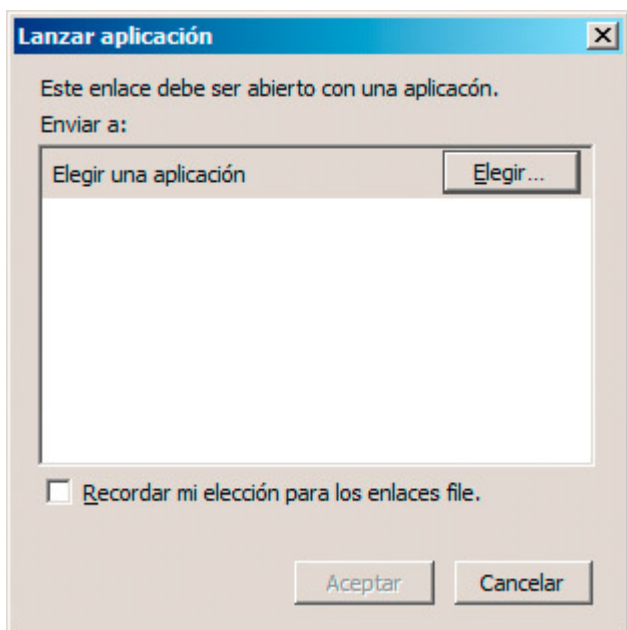 Lanzar aplicación
Este enlace debe ser abierto con una aplicacón.
Enviar a:
Elegir una aplicación Elegir...
Recordar mi elección para los enlaces file.
Aceptar Cancelar